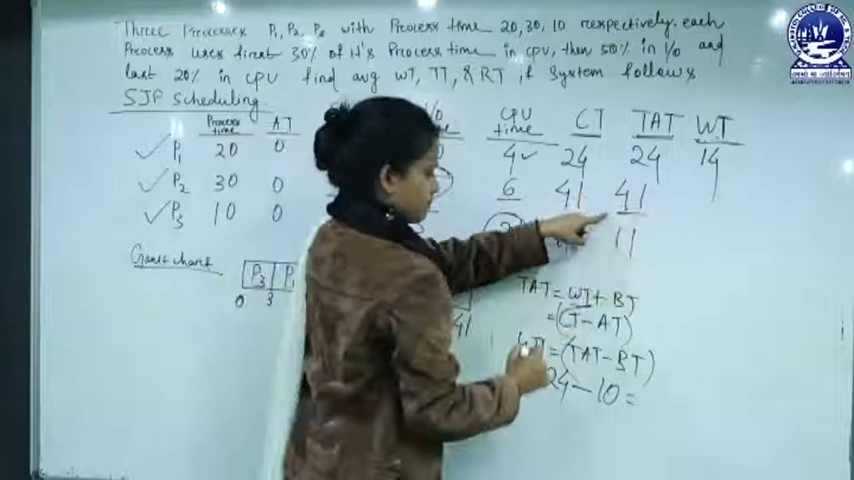 Three Processes P1, P2, P3 with Process time 20,30, 10 respectively. each
Process uses first 30% of it's Process time in cpu, then 50% in I/O and
last 20% in cpu find avg WT, TT, & RT if system follows
SJF Scheduling.
Process time A.T CPU time CT TAT WT
P1 20 0 4 24 24 14
P2 30 0 6 41 41
P3 10 0 2 11
Gantt chart P3 P1
0 3 41
TAT = WT + BT
= (CT - AT)
= (TAT - BT)
24 - 10 =